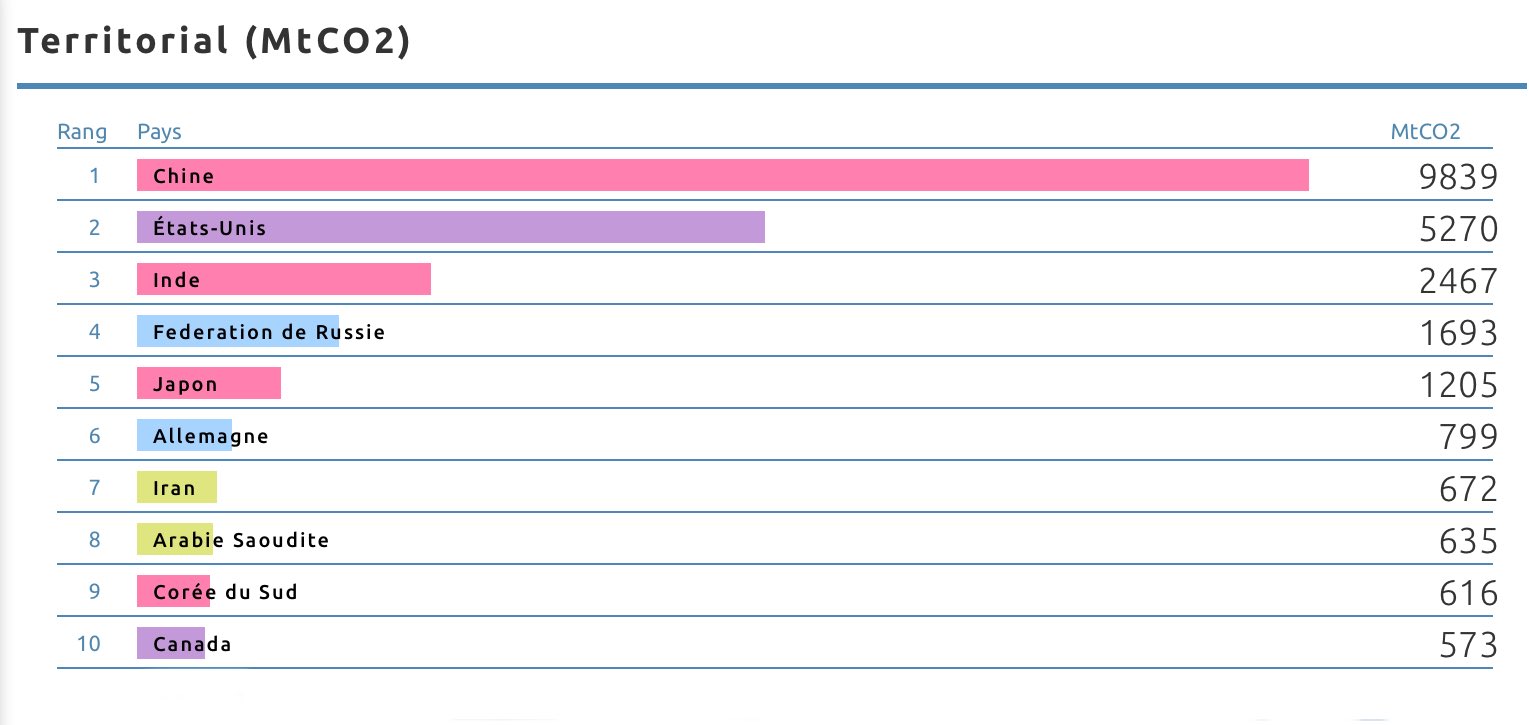 Territorial (MtCO2)
Rang Pays MtCO2
1 Chine 9839
2 États-Unis 5270
3 Inde 2467
4 Federation de Russie 1693
5 Japon 1205
6 Allemagne 799
7 Iran 672
8 Arabie Saoudite 635
9 Corée du Sud 616
10 Canada 573